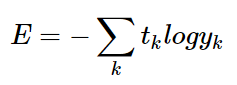 E = -∑_k t_k log y_k